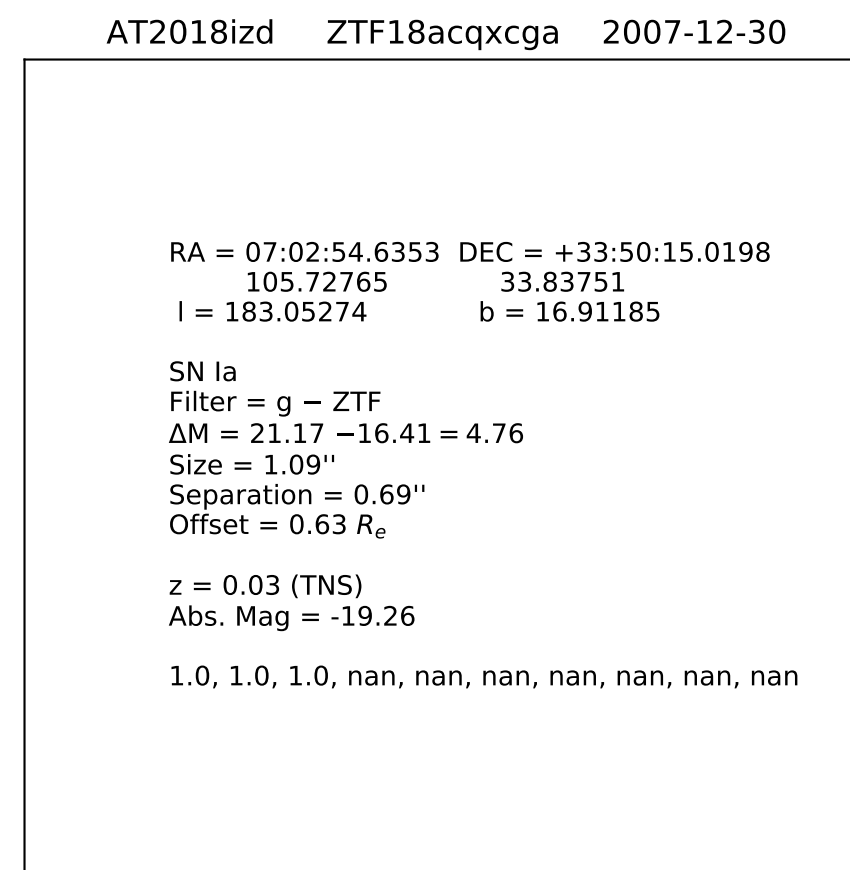 AT2018izd ZTF18acqxcga 2007-12-30
RA = 07:02:54.6353 DEC = +33:50:15.0198
105.72765 33.83751
l = 183.05274 b = 16.91185
SN Ia
Filter = g − ZTF
ΔM = 21.17 −16.41 = 4.76
Size = 1.09''
Separation = 0.69''
Offset = 0.63 Rₑ
z = 0.03 (TNS)
Abs. Mag = -19.26
1.0, 1.0, 1.0, nan, nan, nan, nan, nan, nan, nan